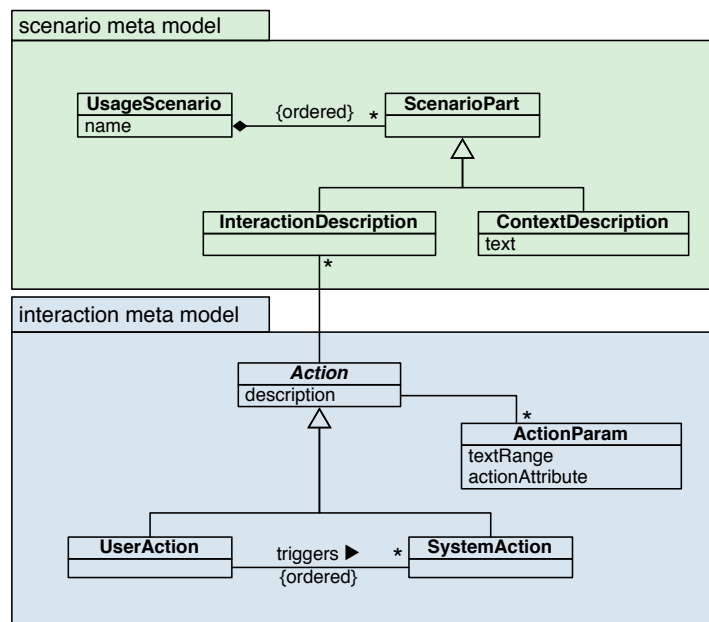 scenario meta model
UsageScenario
name
{ordered}
*
ScenarioPart
InteractionDescription
*
ContextDescription
text
interaction meta model
Action
description
*
ActionParam
textRange
actionAttribute
UserAction
triggers ▶
{ordered}
*
SystemAction